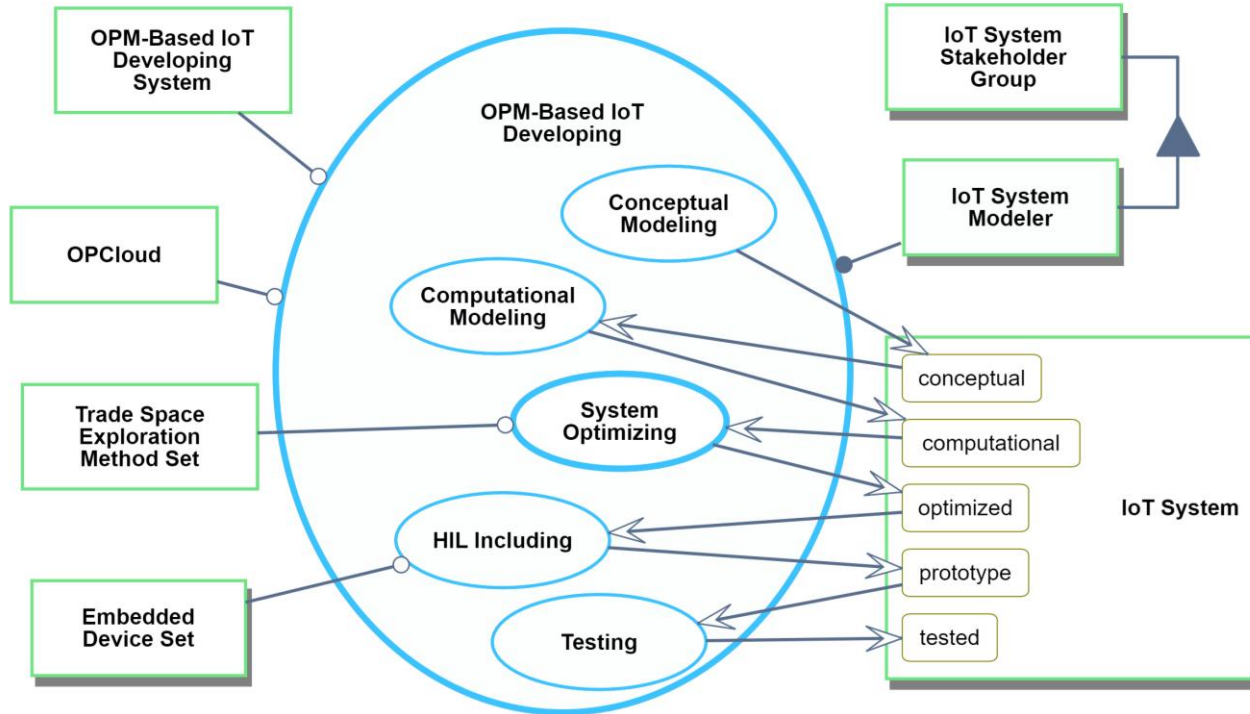 OPM-Based IoT
Developing
System
OPM-Based IoT
Developing
IoT System
Stakeholder
Group
Conceptual
Modeling
IoT System
Modeler
OPCloud
Computational
Modeling
conceptual
Trade Space
Exploration
Method Set
System
Optimizing
computational
optimized
IoT System
HIL Including
prototype
Embedded
Device Set
Testing
tested